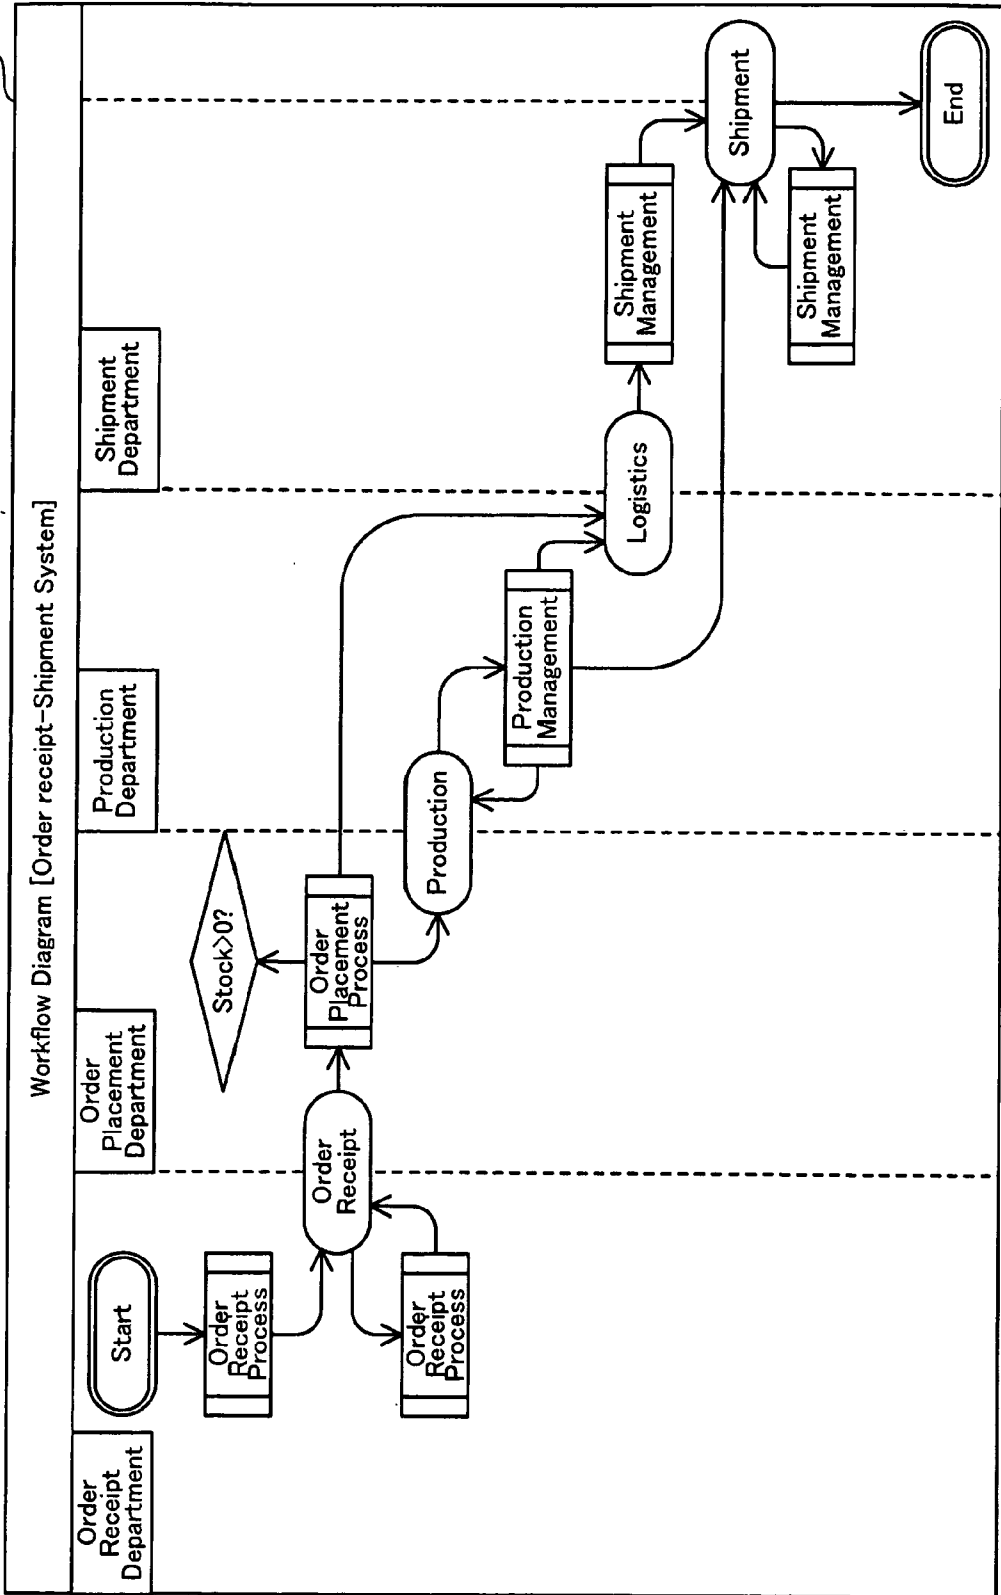 Workflow Diagram [Order receipt-Shipment System]
Order
Receipt
Department
Order
Placement
Department
Production
Department
Shipment
Department
Start
Order
Receipt
Process
Order
Receipt
Order
Receipt
Process
Stock>0?
Order
Placement
Process
Production
Production
Management
Logistics
Shipment
Management
Shipment
Shipment
Management
End